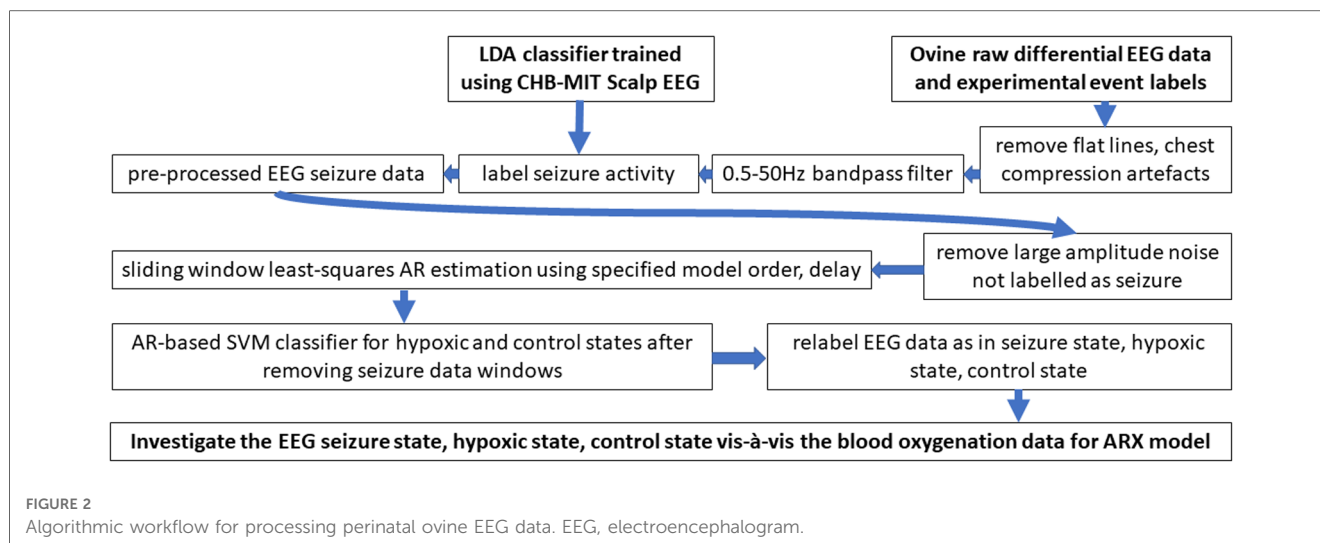 LDA classifier trained
using CHB-MIT Scalp EEG
Ovine raw differential EEG data
and experimental event labels
pre-processed EEG seizure data
label seizure activity
0.5-50Hz bandpass filter
remove flat lines, chest
compression artefacts
sliding window least-squares AR estimation using specified model order, delay
remove large amplitude noise
not labelled as seizure
AR-based SVM classifier for hypoxic and control states after
removing seizure data windows
relabel EEG data as in seizure state, hypoxic
state, control state
Investigate the EEG seizure state, hypoxic state, control state vis-à-vis the blood oxygenation data for ARX model
FIGURE 2
Algorithmic workflow for processing perinatal ovine EEG data. EEG, electroencephalogram.